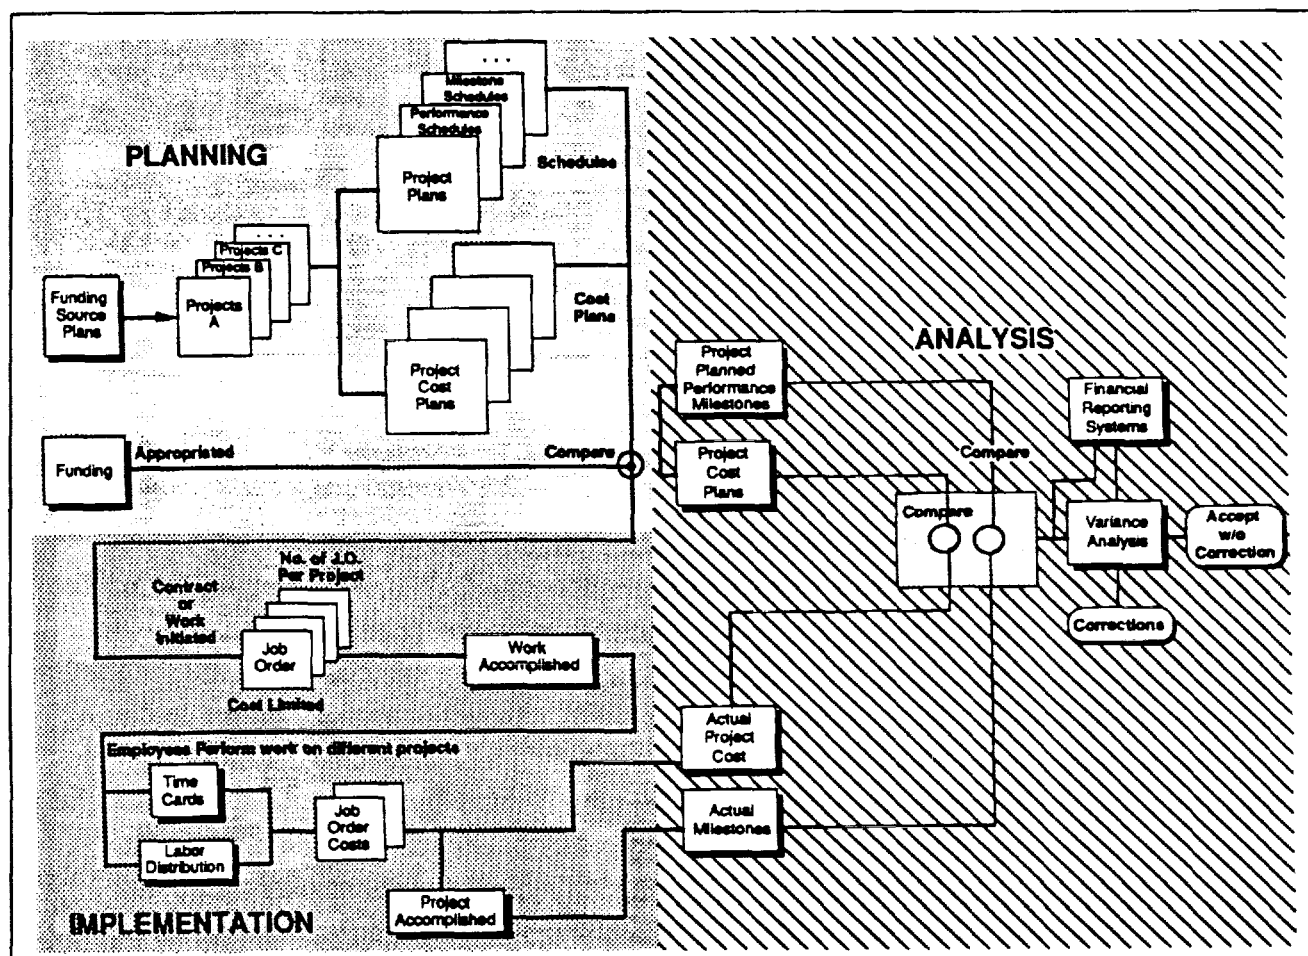 PLANNING
. . .
Milestone
Schedules
Performance
Schedules
Project
Plans
Schedules
. . .
Projects C
Projects B
Projects
A
Funding
Source
Plans
Cost
Plans
Project
Cost
Plans
Funding
Appropriated
Compare
No. of J.O.
Per Project
Contract
or
Work
Initiated
Job
Order
Cost Limited
Work
Accomplished
Employees Perform work on different projects
Time
Cards
Labor
Distribution
Job
Order
Costs
Project
Accomplished
IMPLEMENTATION
ANALYSIS
Project
Planned
Performance
Milestones
Project
Cost
Plans
Compare
Compare
Financial
Reporting
Systems
Variance
Analysis
Accept
w/o
Correction
Corrections
Actual
Project
Cost
Actual
Milestones